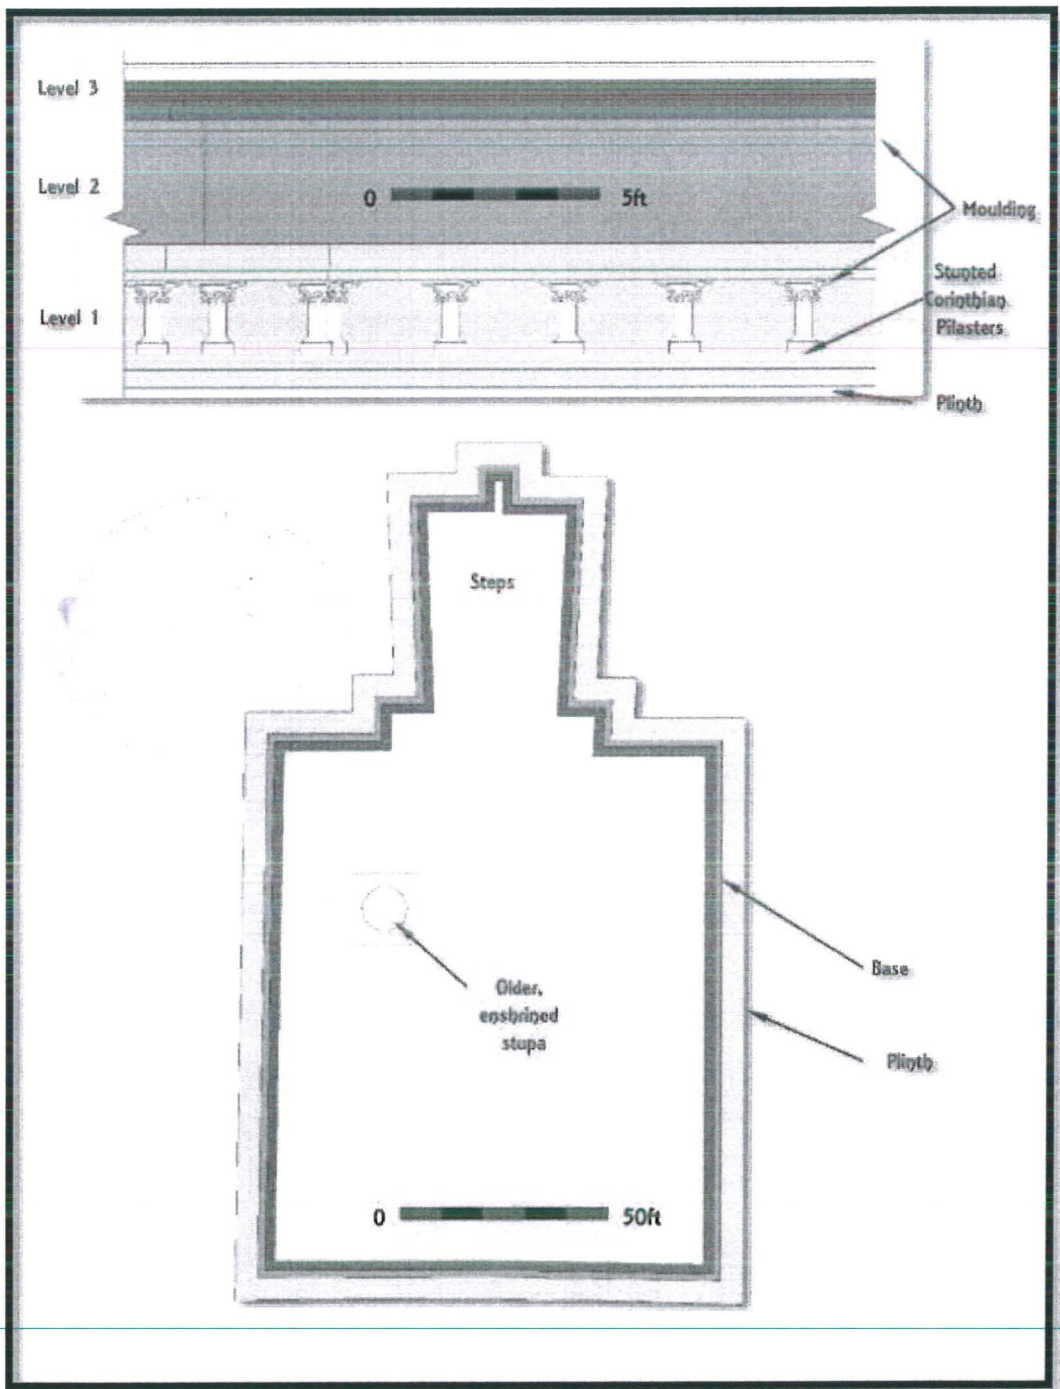 Level 3
Level 2
0 5ft
Moulding
Stunted
Corinthian
Pilasters
Level 1
Plinth
Steps
Base
Older,
enshrined
stupa
Plinth
0 50ft